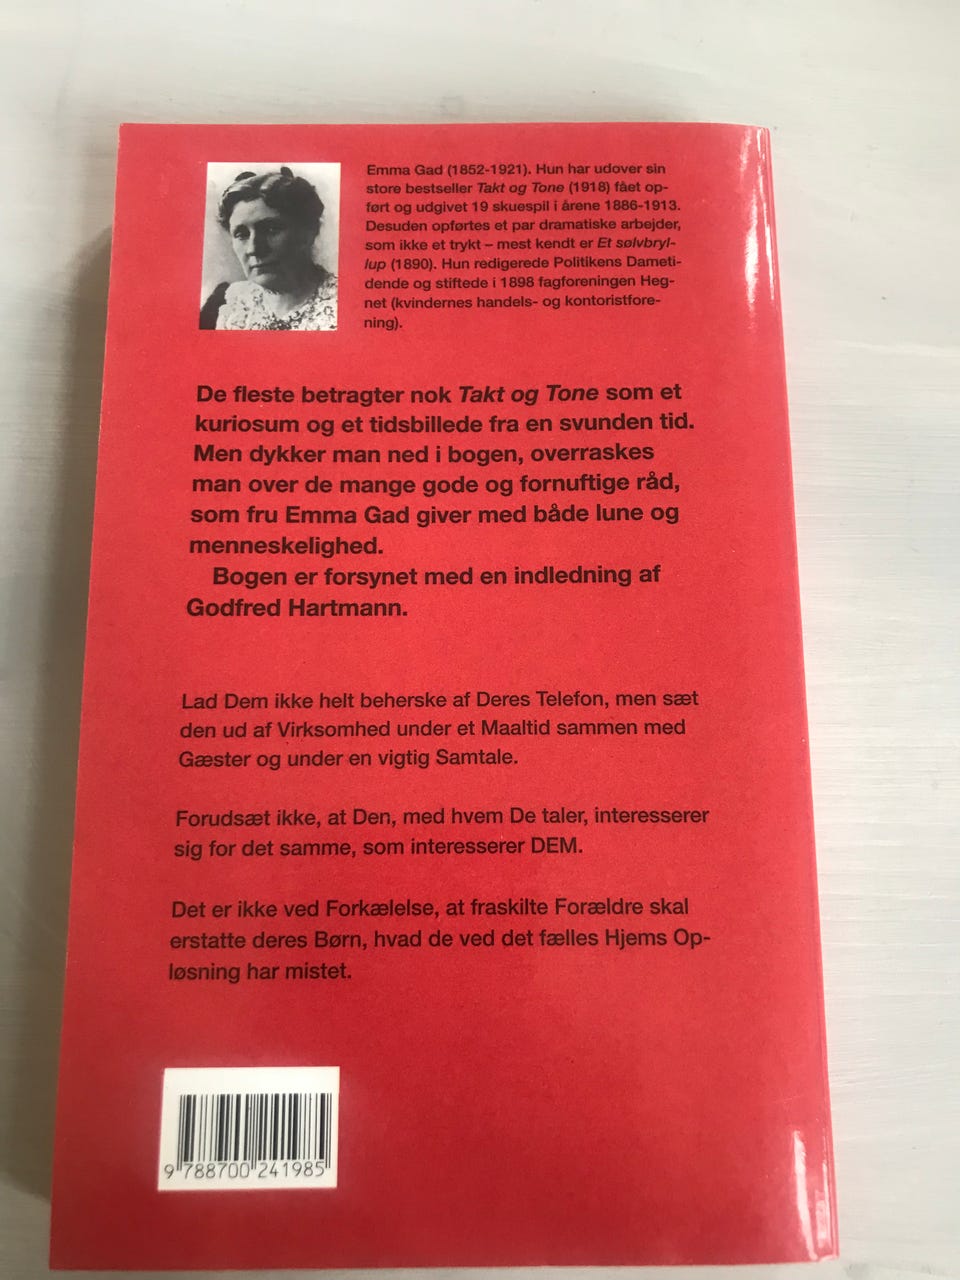 Emma Gad (1852-1921). Hun har udover sin
store bestseller Takt og Tone (1918) fået op-
ført og udgivet 19 skuespil i årene 1886-1913.
Desuden opførtes et par dramatiske arbejder,
som ikke et trykt – mest kendt er Et sølvbryl-
lup (1890). Hun redigerede Politikens Dameti-
dende og stiftede i 1898 fagforeningen Heg-
net (kvindernes handels- og kontoristfore-
ning).
De fleste betragter nok Takt og Tone som et
kuriosum og et tidsbillede fra en svunden tid.
Men dykker man ned i bogen, overraskes
man over de mange gode og fornuftige råd,
som fru Emma Gad giver med både lune og
menneskelighed.
Bogen er forsynet med en indledning af
Godfred Hartmann.
Lad Dem ikke helt beherske af Deres Telefon, men sæt
den ud af Virksomhed under et Maaltid sammen med
Gæster og under en vigtig Samtale.
Forudsæt ikke, at Den, med hvem De taler, interesserer
sig for det samme, som interesserer DEM.
Det er ikke ved Forkælelse, at fraskilte Forældre skal
erstatte deres Børn, hvad de ved det fælles Hjems Op-
løsning har mistet.
9 788700 241985